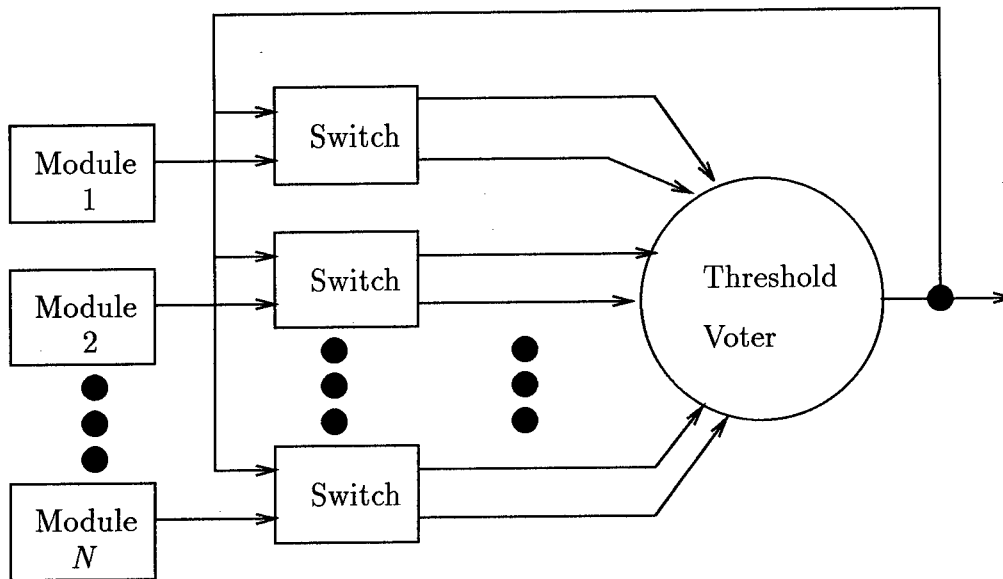 Switch
Module
1
Switch
Module
2
Threshold
Voter
Switch
Module
N